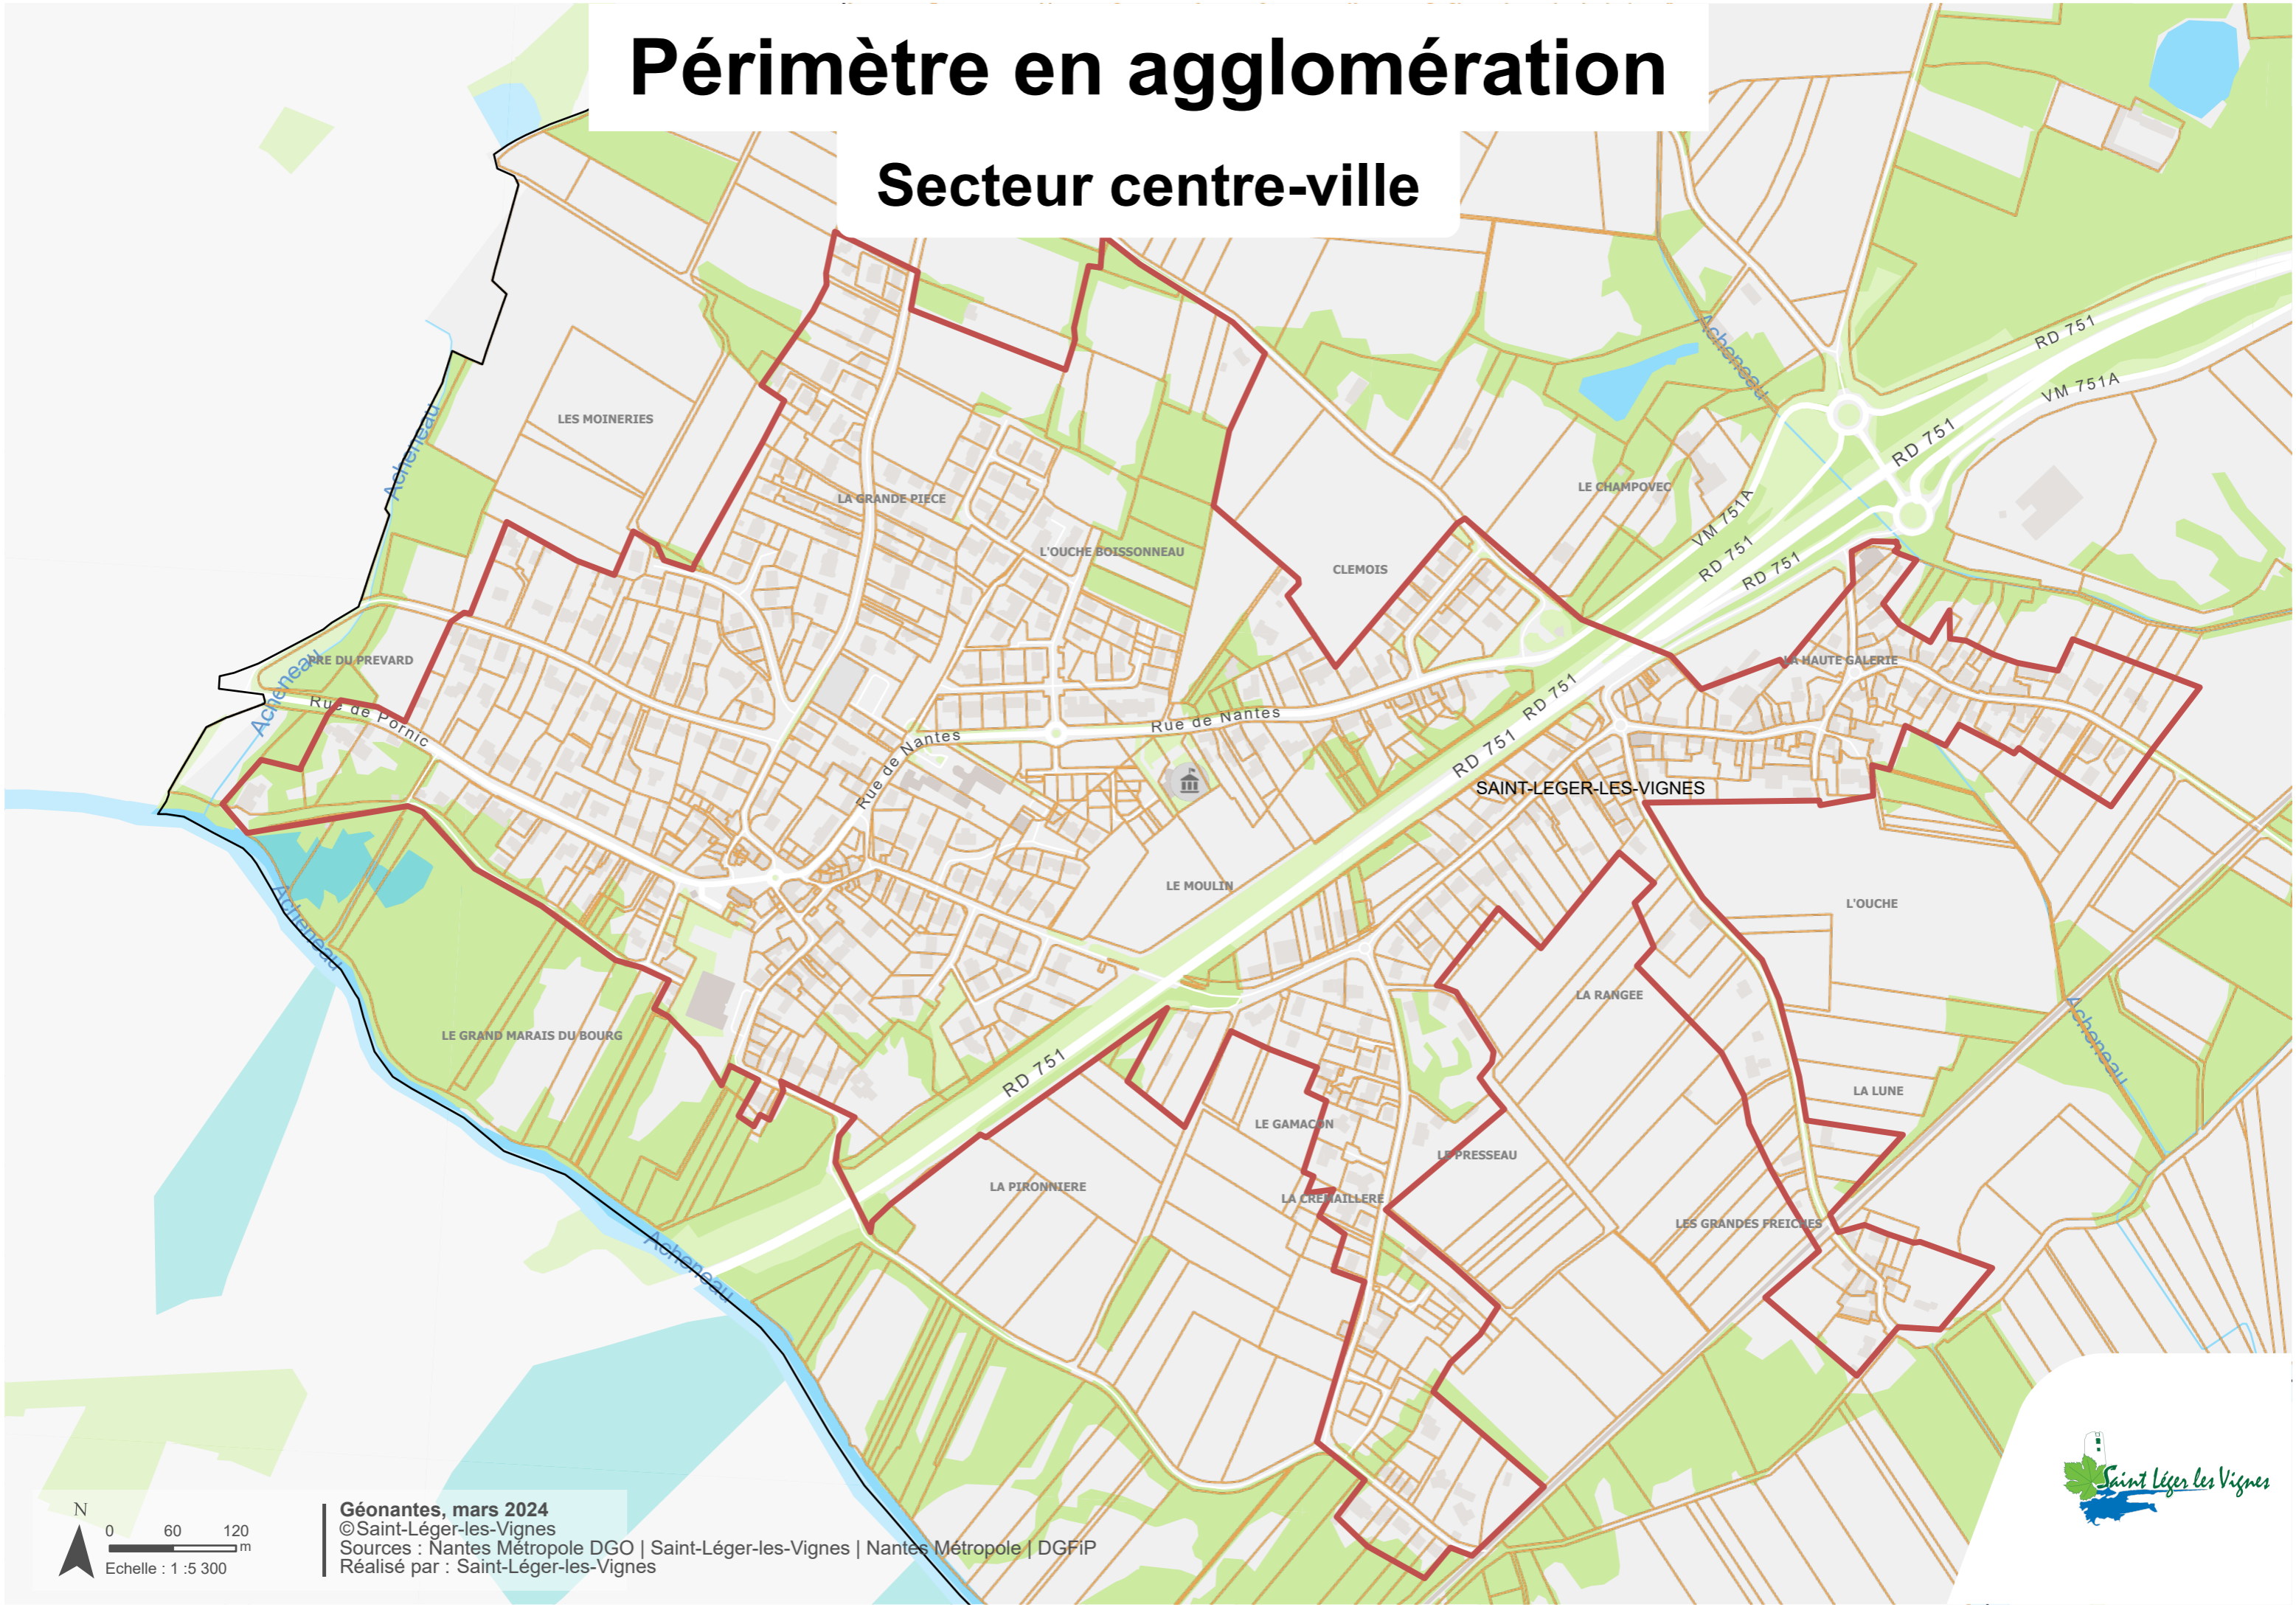 Périmètre en agglomération
Secteur centre-ville
Acheneau
RD 751
VM 751A
RD 751
LES MOINERIES
Acheneau
LA GRANDE PIECE
LE CHAMPOVEC
VM 751A
L'OUCHE BOISSONNEAU
CLEMOIS
RD 751
RD 751
PRE DU PREVARD
LA HAUTE GALERIE
Acheneau
Rue de Pornic
Rue de Nantes
Rue de Nantes
RD 751
RD 751
SAINT-LEGER-LES-VIGNES
LE MOULIN
L'OUCHE
Acheneau
LA RANGEE
LE GRAND MARAIS DU BOURG
Acheneau
RD 751
LA LUNE
LE GAMACON
LE PRESSEAU
LA PIRONNIERE
LA CREMAILLERE
LES GRANDES FREICHES
Acheneau
Saint Léger les Vignes
N
0 60 120
m
Echelle : 1 :5 300
Géonantes, mars 2024
©Saint-Léger-les-Vignes
Sources : Nantes Métropole DGO | Saint-Léger-les-Vignes | Nantes Métropole | DGFiP
Réalisé par : Saint-Léger-les-Vignes